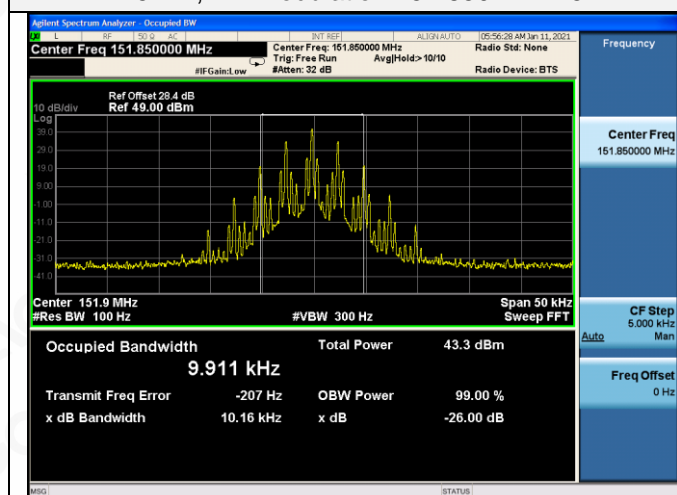 Agilent Spectrum Analyzer - Occupied BW
L RF 50 Ω AC INT REF ALIGN AUTO 05:56:28 AM Jan 11, 2021
Center Freq 151.850000 MHz
Center Freq: 151.850000 MHz Radio Std: None
Trig: Free Run Avg|Hold:> 10/10
#IFGain:Low #Atten: 32 dB Radio Device: BTS
Frequency
Ref Offset 28.4 dB
10 dB/div Ref 49.00 dBm
Log
39.0
29.0
19.0
9.00
-1.00
-11.0
-21.0
-31.0
-41.0
Center Freq
151.850000 MHz
Center 151.9 MHz Span 50 kHz
#Res BW 100 Hz #VBW 300 Hz Sweep FFT
CF Step
5.000 kHz
Auto Man
Occupied Bandwidth Total Power 43.3 dBm
9.911 kHz
Freq Offset
0 Hz
Transmit Freq Error -207 Hz OBW Power 99.00 %
x dB Bandwidth 10.16 kHz x dB -26.00 dB
MSG STATUS